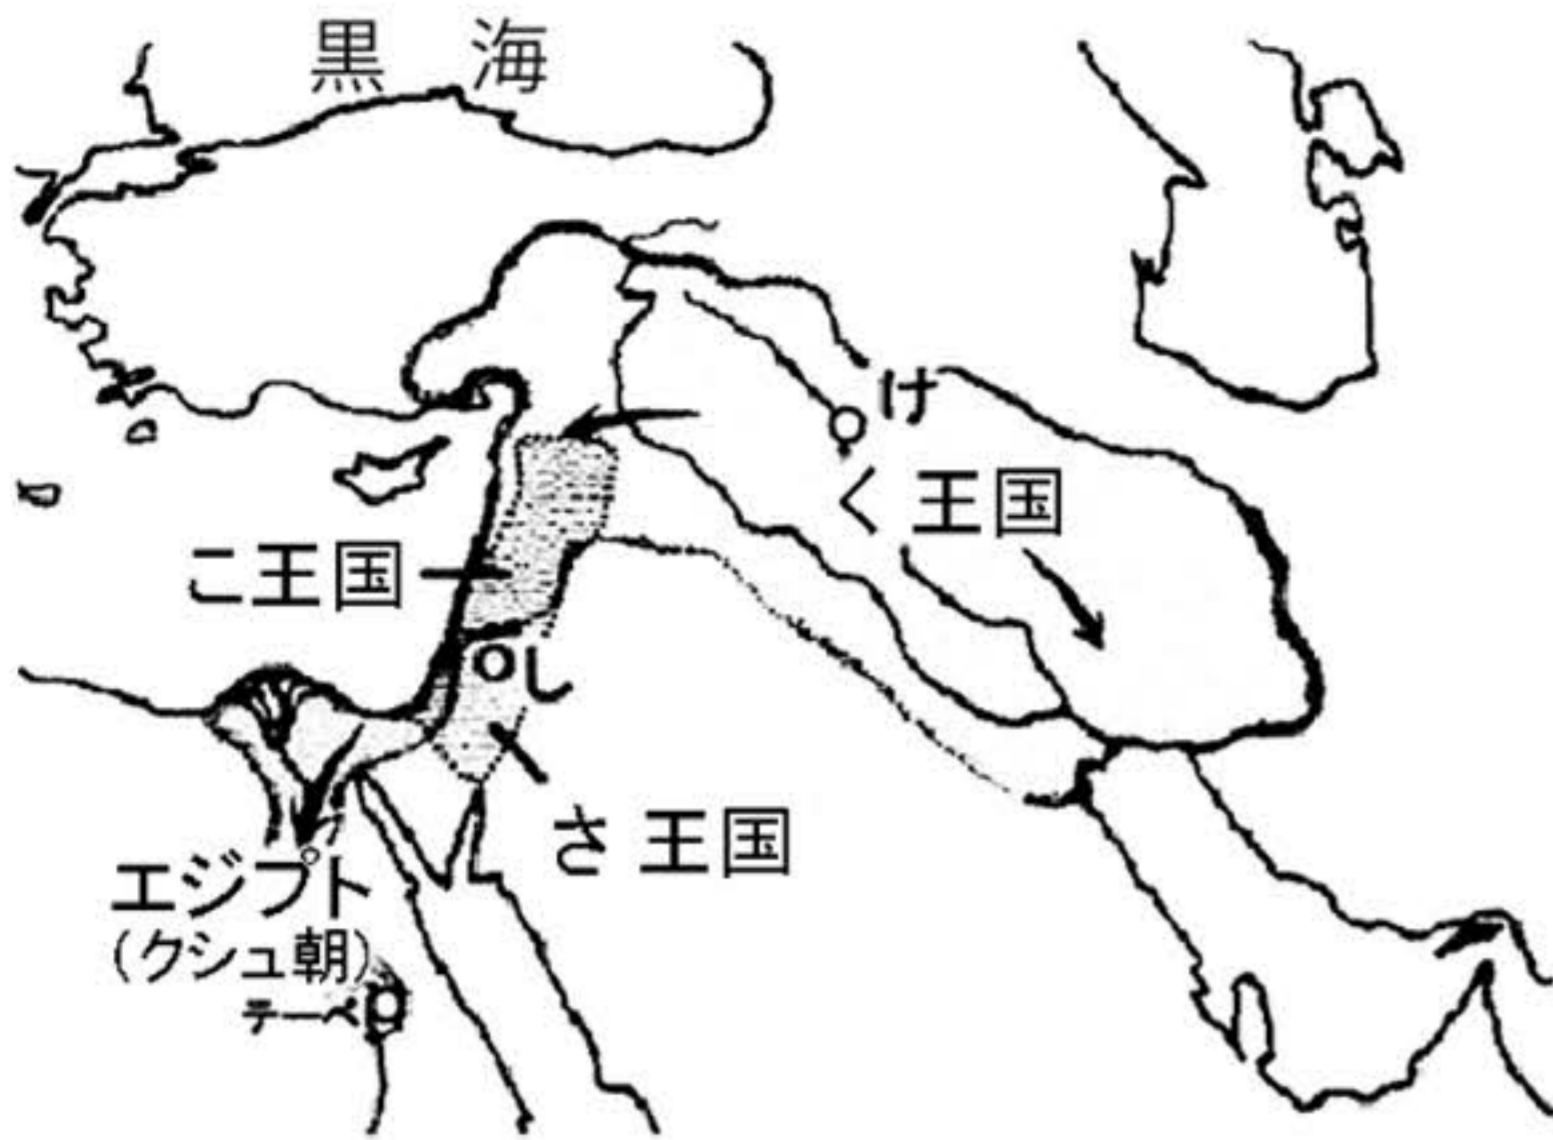 黒 海
け
く 王国
こ王国
し
さ 王国
エジプト
(クシュ朝)
テーベ